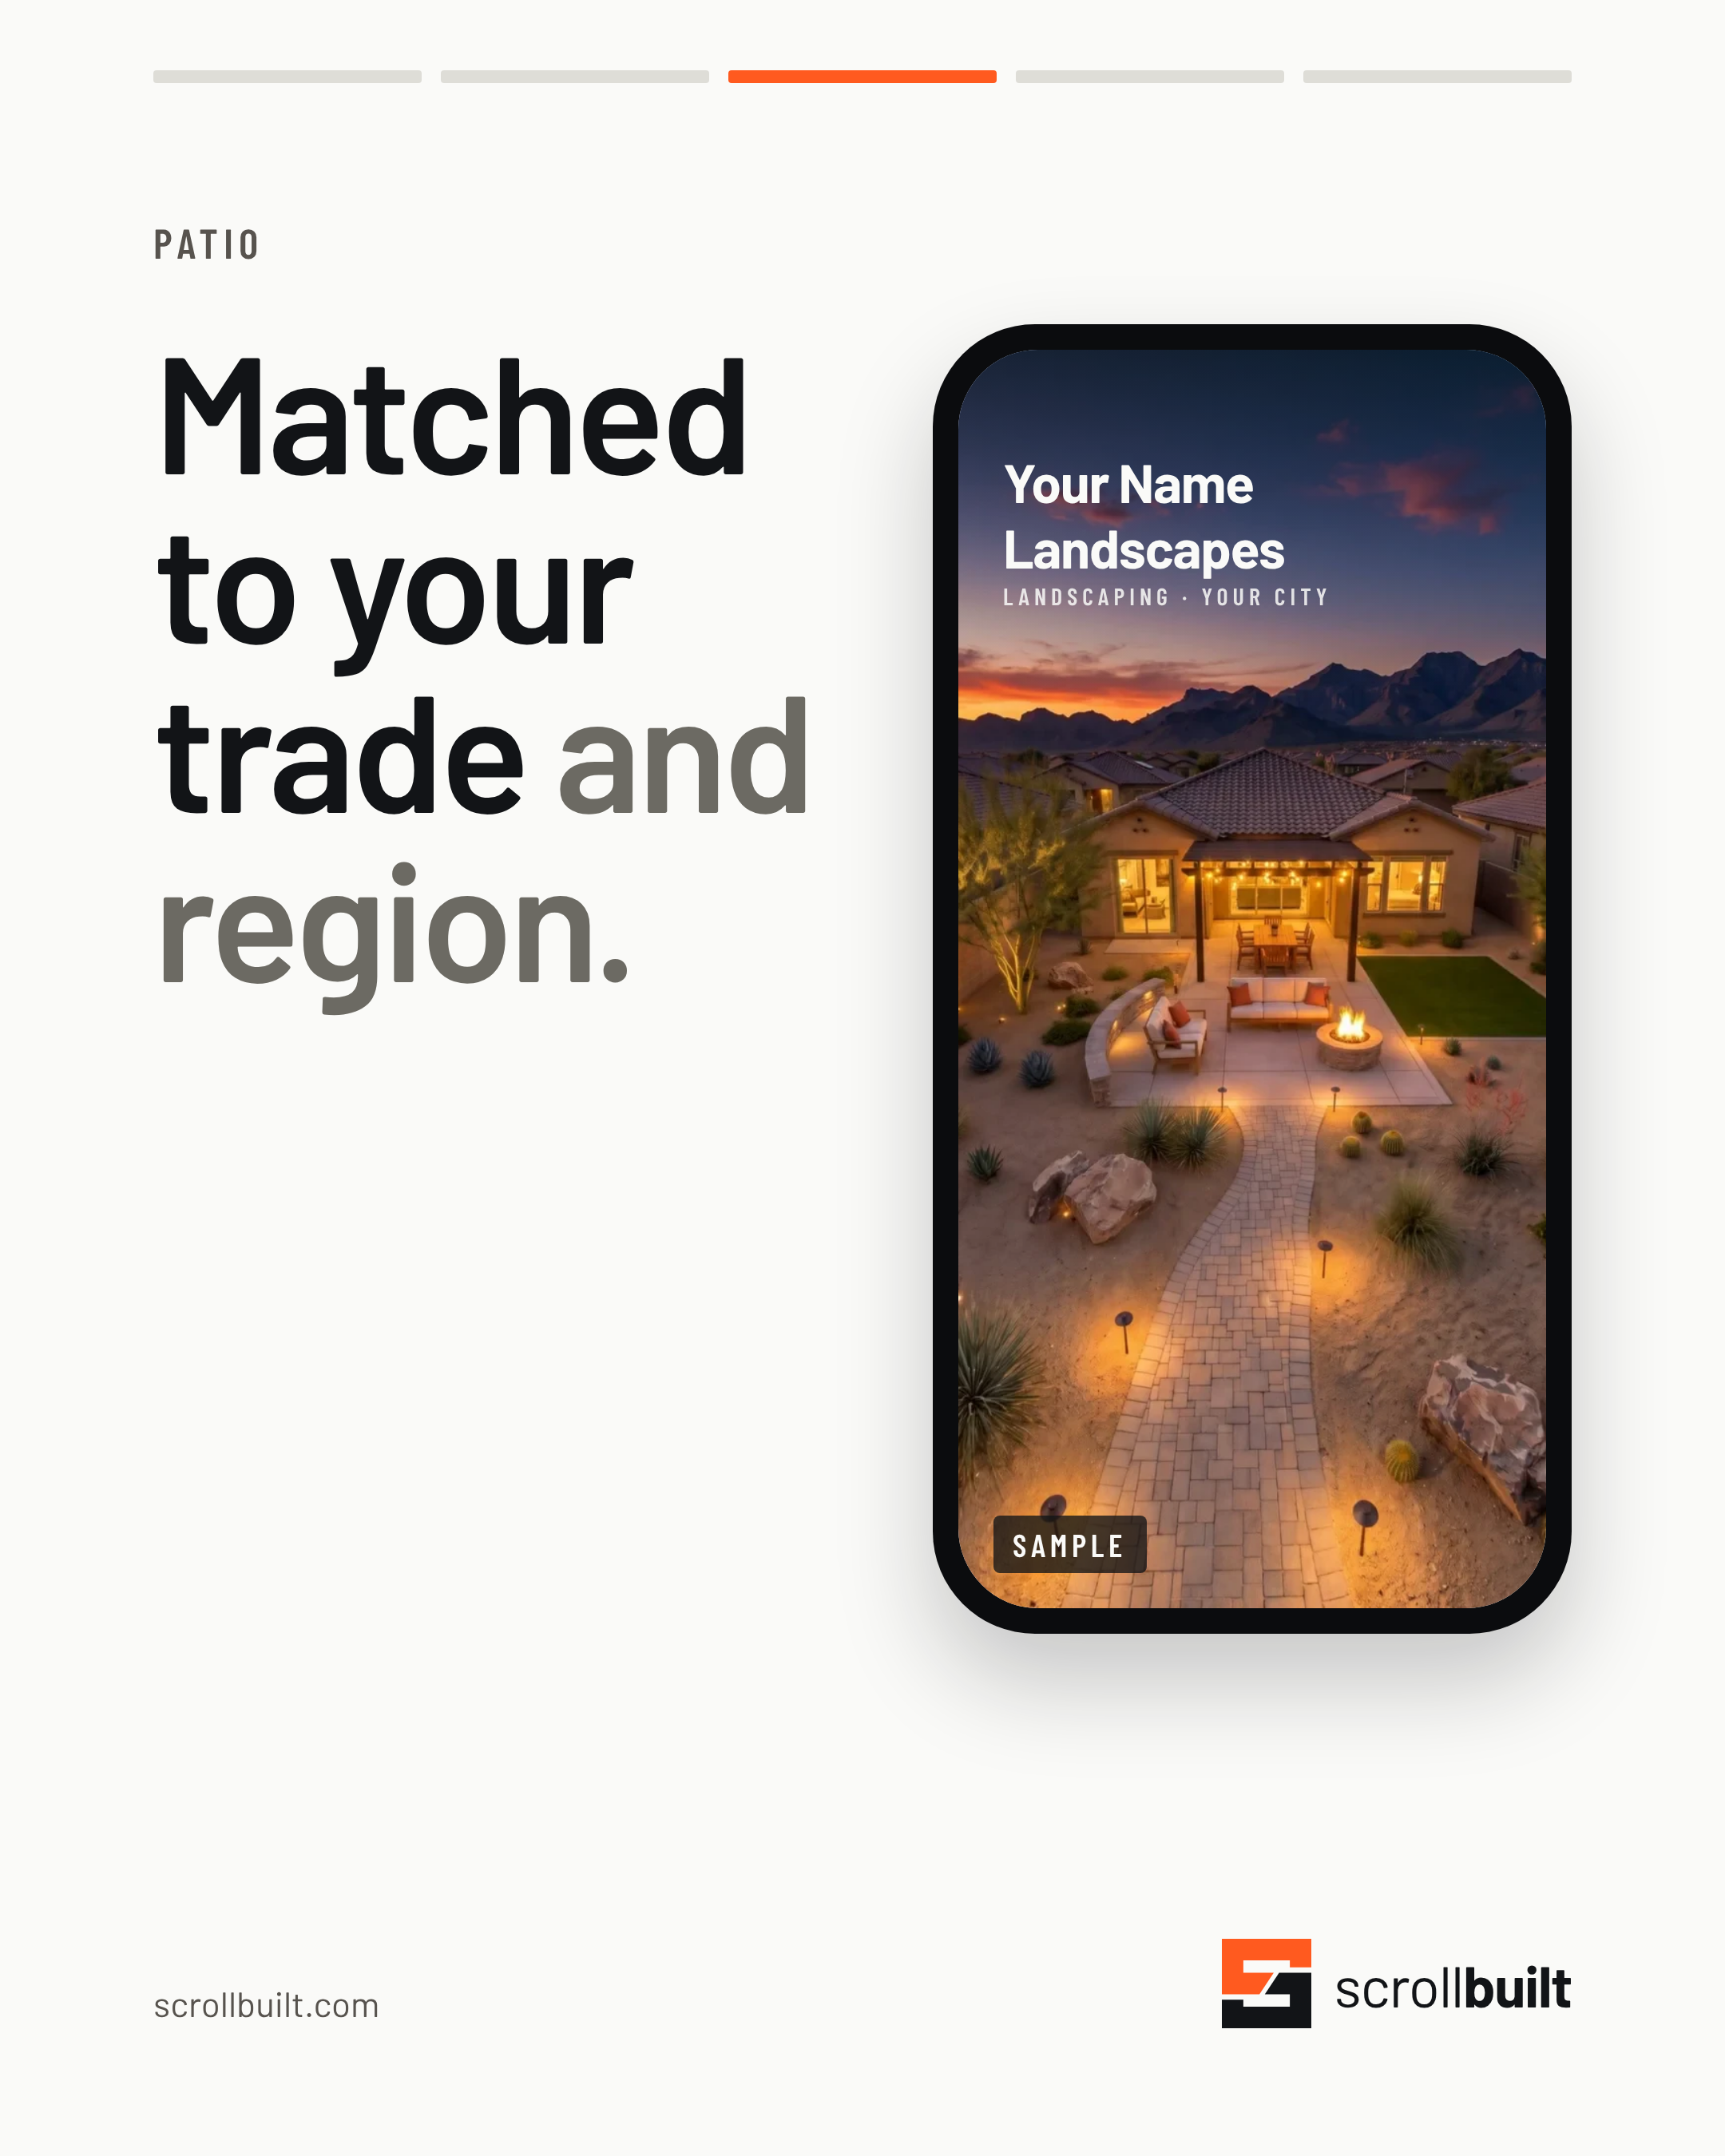 PATIO
Matched
to your
trade and
region.
Your Name
Landscapes
LANDSCAPING · YOUR CITY
SAMPLE
scrollbuilt.com
scrollbuilt